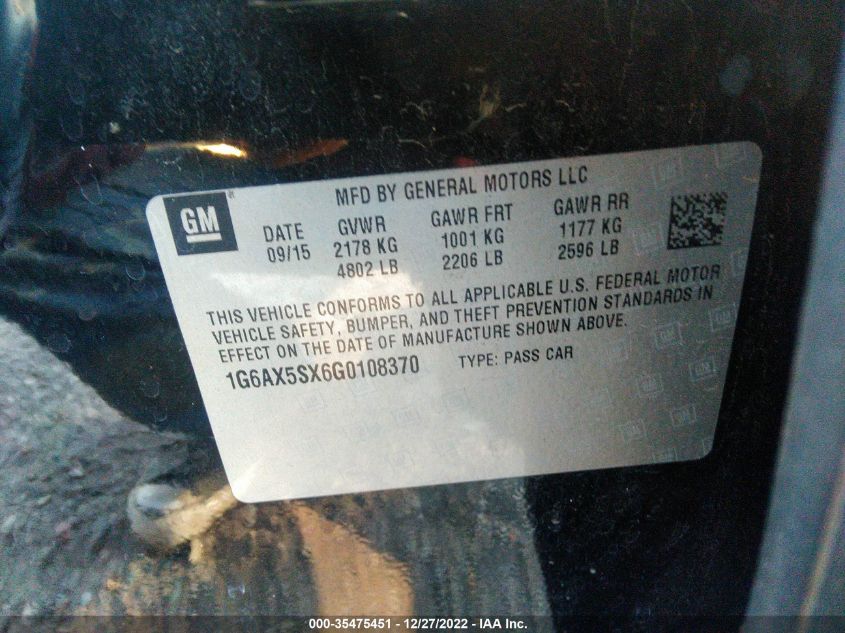 MFD BY GENERAL MOTORS LLC
GM
DATE GVWR GAWR FRT GAWR RR
09/15 2178 KG 1001 KG 1177 KG
4802 LB 2206 LB 2596 LB
THIS VEHICLE CONFORMS TO ALL APPLICABLE U.S. FEDERAL MOTOR
VEHICLE SAFETY, BUMPER, AND THEFT PREVENTION STANDARDS IN
EFFECT ON THE DATE OF MANUFACTURE SHOWN ABOVE.
1G6AX5SX6G0108370 TYPE: PASS CAR
000-35475451 - 12/27/2022 - IAA Inc.